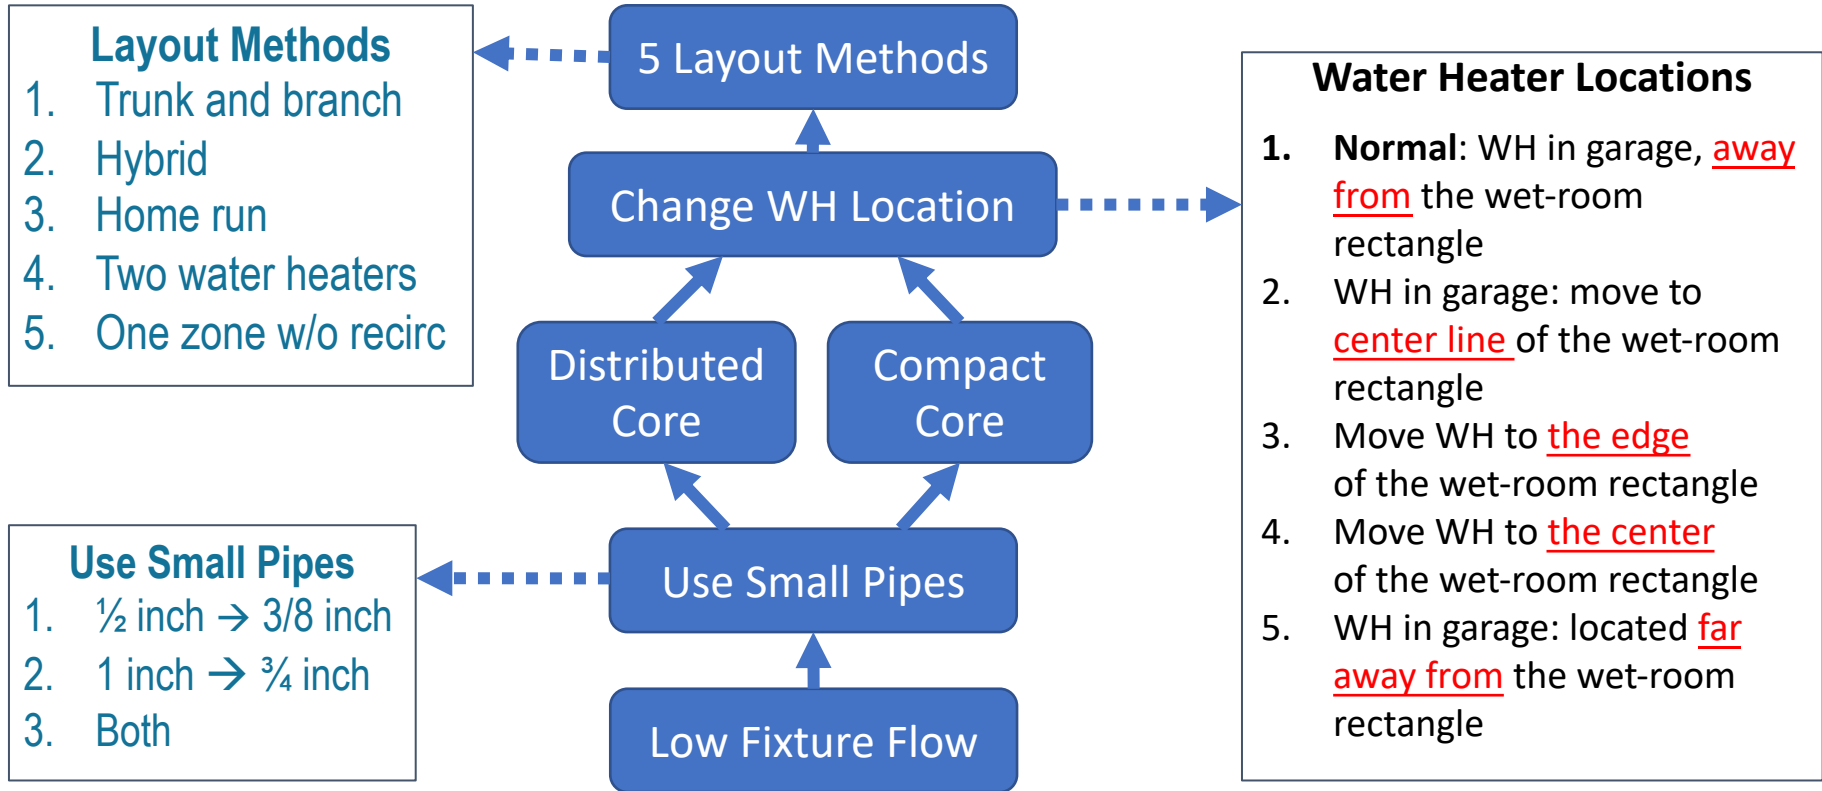 Layout Methods
1. Trunk and branch
2. Hybrid
3. Home run
4. Two water heaters
5. One zone w/o recirc
Use Small Pipes
1. ½ inch → 3/8 inch
2. 1 inch → ¾ inch
3. Both
5 Layout Methods
Change WH Location
Distributed
Core
Compact
Core
Use Small Pipes
Low Fixture Flow
Water Heater Locations
1. Normal: WH in garage, away
from the wet-room
rectangle
2. WH in garage: move to
center line of the wet-room
rectangle
3. Move WH to the edge
of the wet-room rectangle
4. Move WH to the center
of the wet-room rectangle
5. WH in garage: located far
away from the wet-room
rectangle